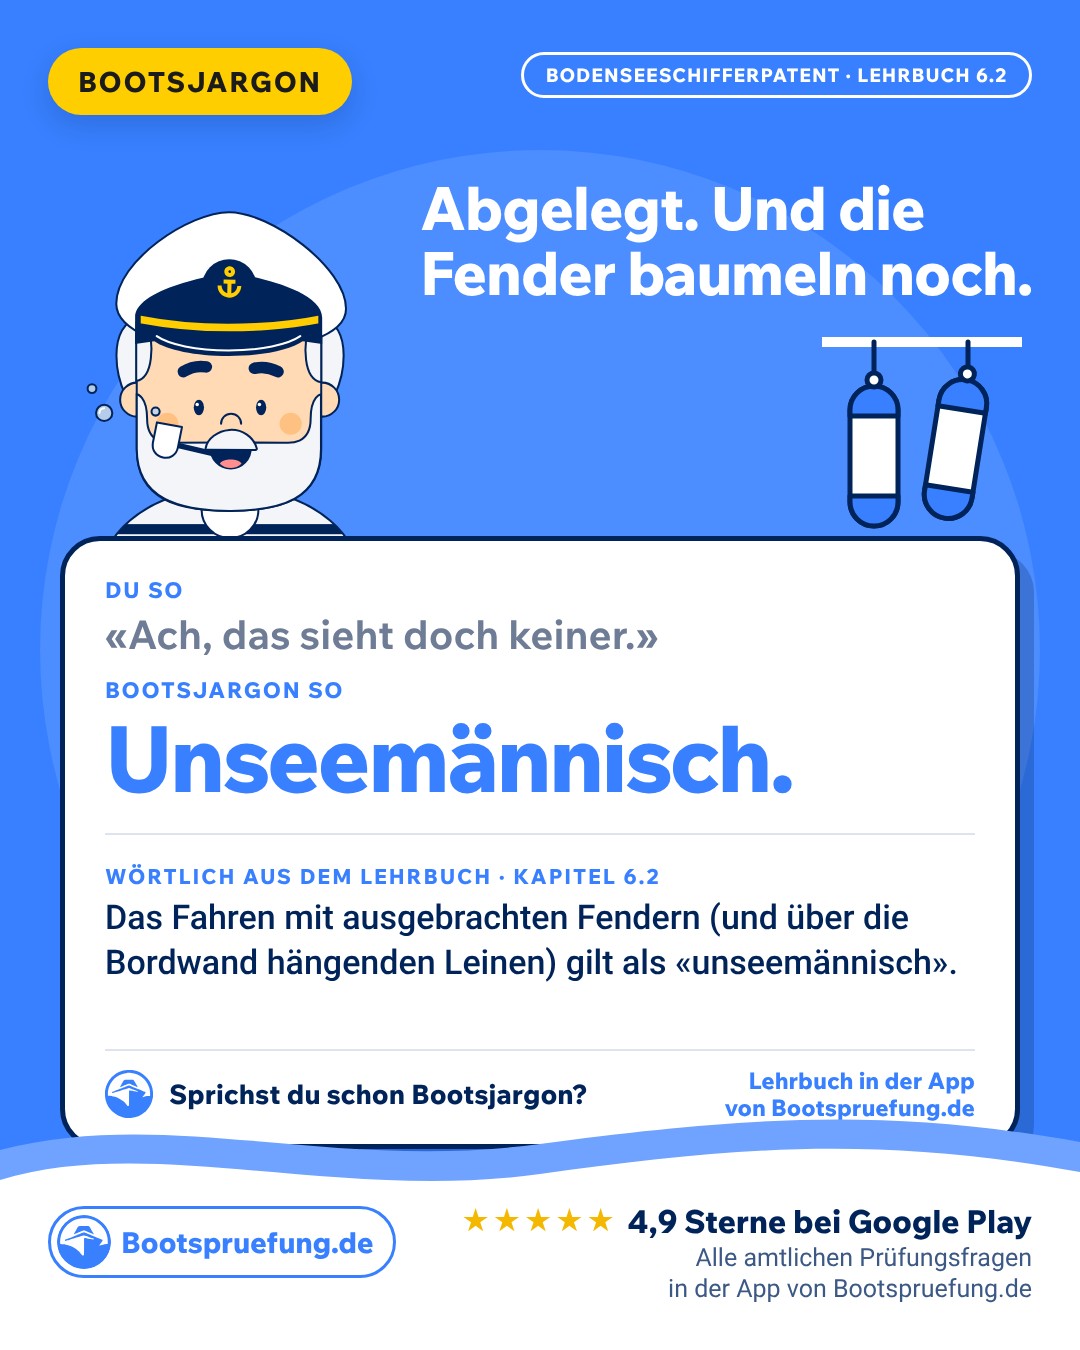 BOOTSJARGON
BODENSEESCHIFFERPATENT · LEHRBUCH 6.2
Abgelegt. Und die
Fender baumeln noch.
DU SO
«Ach, das sieht doch keiner.»
BOOTSJARGON SO
Unseemännisch.
WÖRTLICH AUS DEM LEHRBUCH · KAPITEL 6.2
Das Fahren mit ausgebrachten Fendern (und über die
Bordwand hängenden Leinen) gilt als «unseemännisch».
Sprichst du schon Bootsjargon?
Lehrbuch in der App
von Bootspruefung.de
Bootspruefung.de
★★★★★ 4,9 Sterne bei Google Play
Alle amtlichen Prüfungsfragen
in der App von Bootspruefung.de